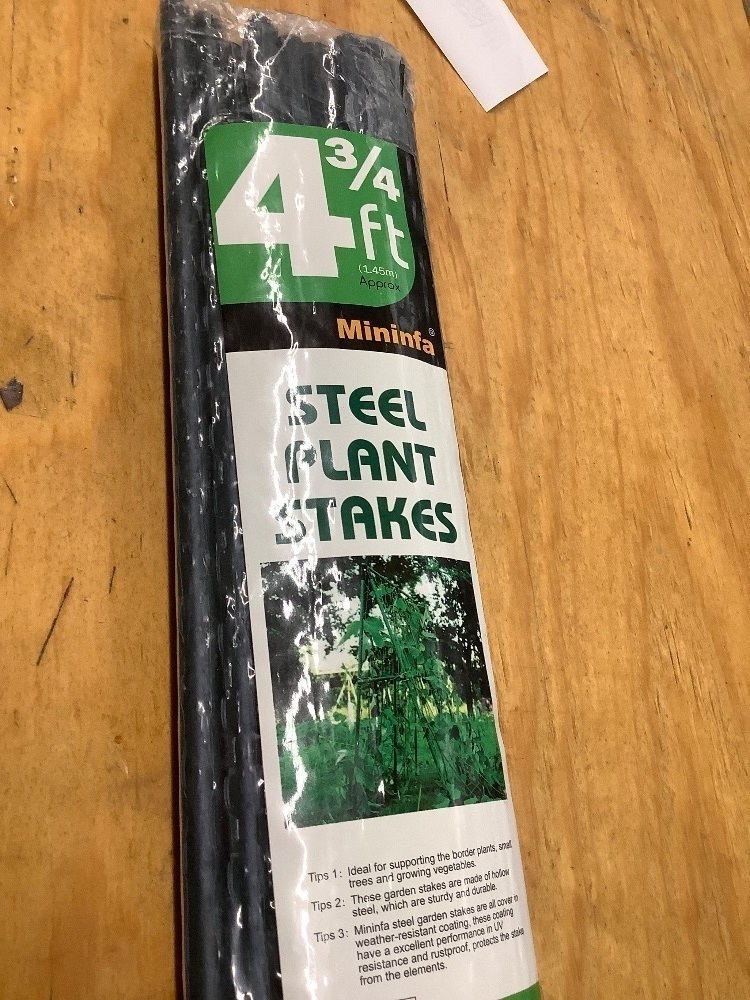 4 3/4 ft
(1.45m)
Approx
Mininfa®
STEEL
PLANT
STAKES
Tips 1: Ideal for supporting the border plants, small
trees and growing vegetables.
Tips 2: These garden stakes are made of hollow
steel, which are sturdy and durable.
Tips 3: Mininfa steel garden stakes are all cover
weather-resistant coating, these coating
have a excellent performance in UV
resistance and rustproof, protects the stake
from the elements.